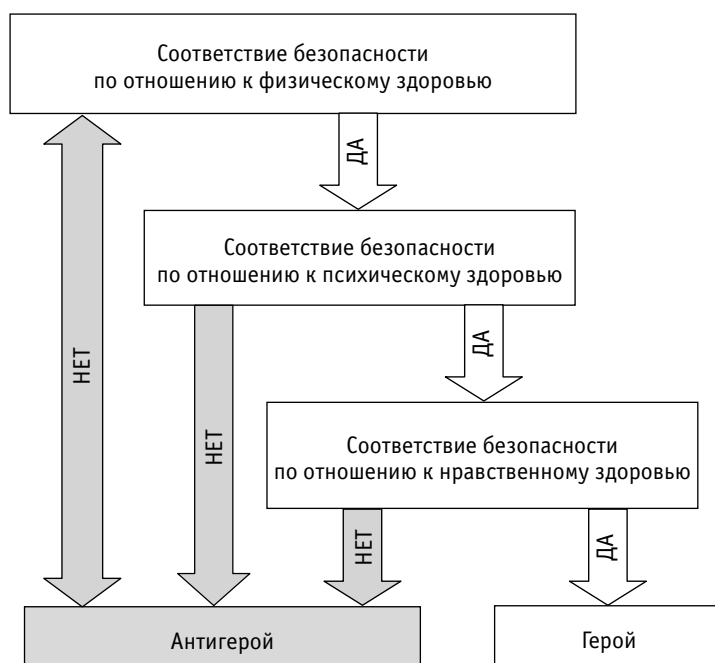 Соответствие безопасности
по отношению к физическому здоровью
ДА
Соответствие безопасности
по отношению к психическому здоровью
НЕТ
ДА
НЕТ
Соответствие безопасности
по отношению к нравственному здоровью
НЕТ
ДА
Антигерой
Герой